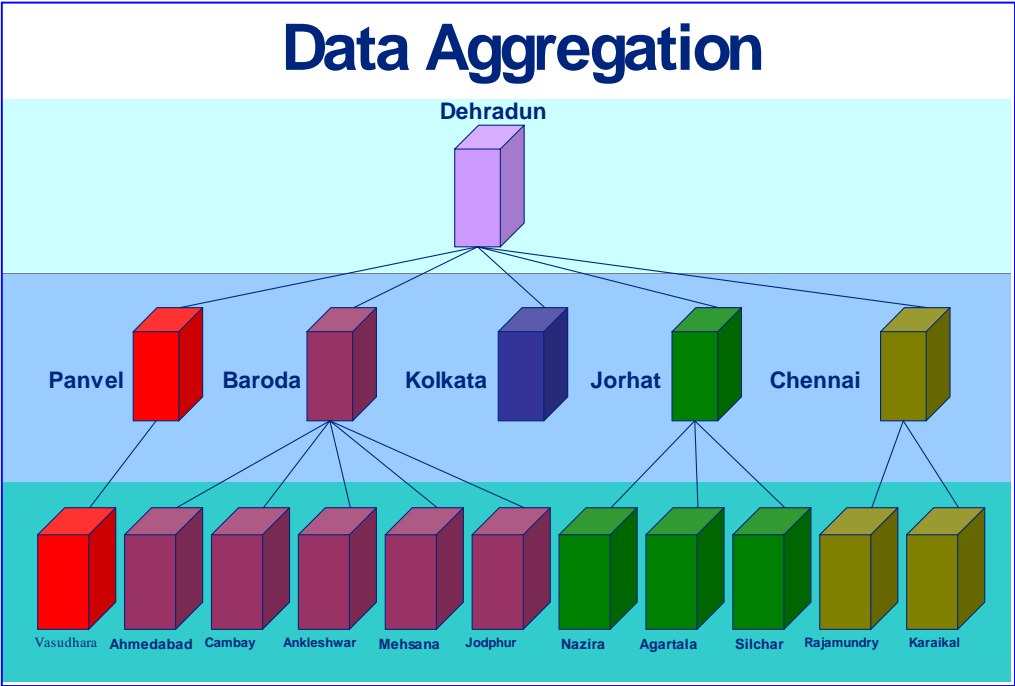 Data Aggregation
Dehradun
Panvel Baroda Kolkata Jorhat Chennai
Vasudhara Ahmedabad Cambay Ankleshwar Mehsana Jodphur Nazira Agartala Silchar Rajamundry Karaikal